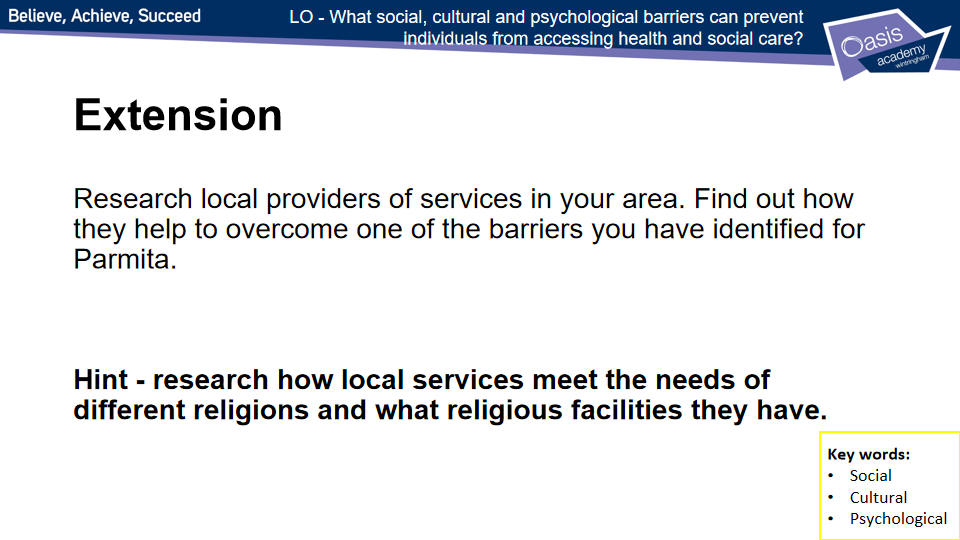 Believe, Achieve, Succeed
LO - What social, cultural and psychological barriers can prevent
individuals from accessing health and social care?
Oasis
academy
wintringham
Extension
Research local providers of services in your area. Find out how
they help to overcome one of the barriers you have identified for
Parmita.
Hint - research how local services meet the needs of
different religions and what religious facilities they have.
Key words:
• Social
• Cultural
• Psychological